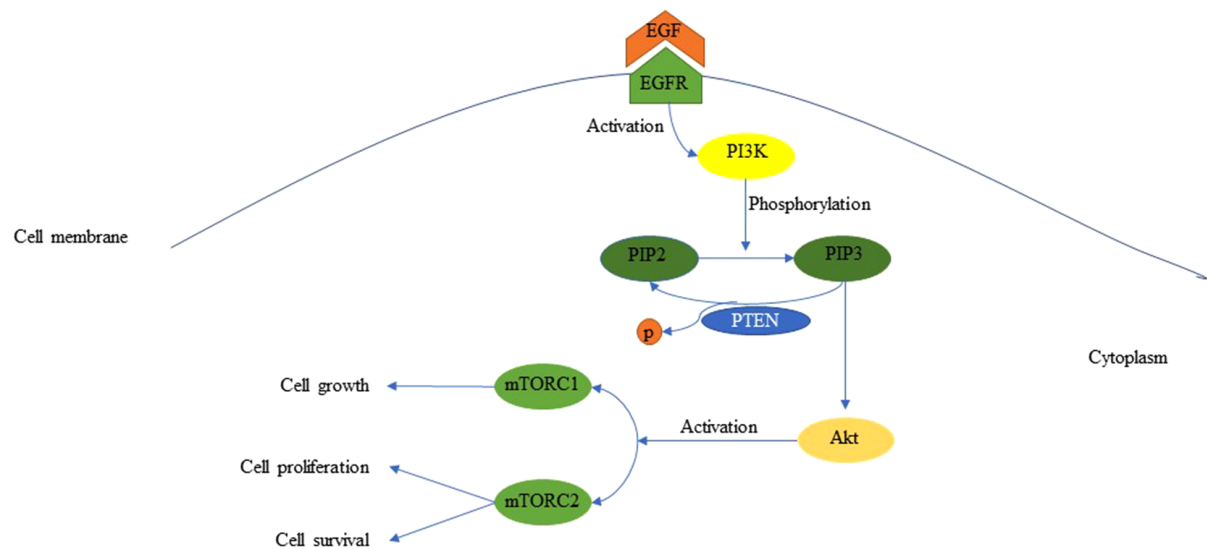 EGF
EGFR
Activation
PI3K
Phosphorylation
Cell membrane
PIP2
PIP3
PTEN
p
Cytoplasm
Cell growth
mTORC1
Activation
Akt
Cell proliferation
mTORC2
Cell survival